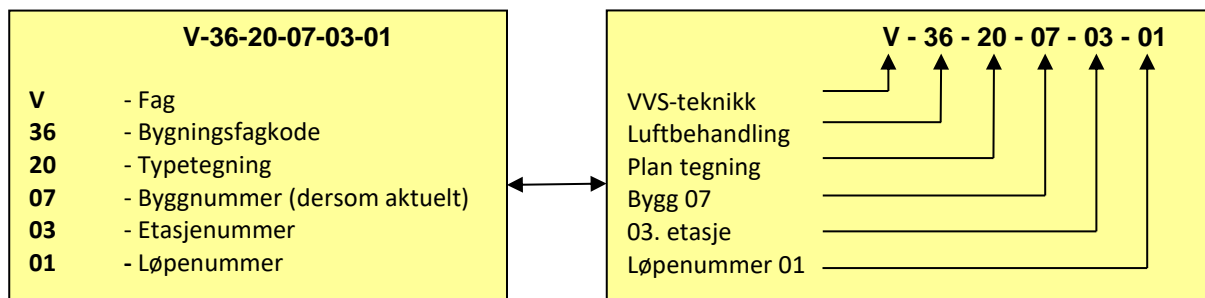 V-36-20-07-03-01
V - Fag
36 - Bygningsfagkode
20 - Typetegning
07 - Byggnummer (dersom aktuelt)
03 - Etasjenummer
01 - Løpenummer
V - 36 - 20 - 07 - 03 - 01
VVS-teknikk
Luftbehandling
Plan tegning
Bygg 07
03. etasje
Løpenummer 01